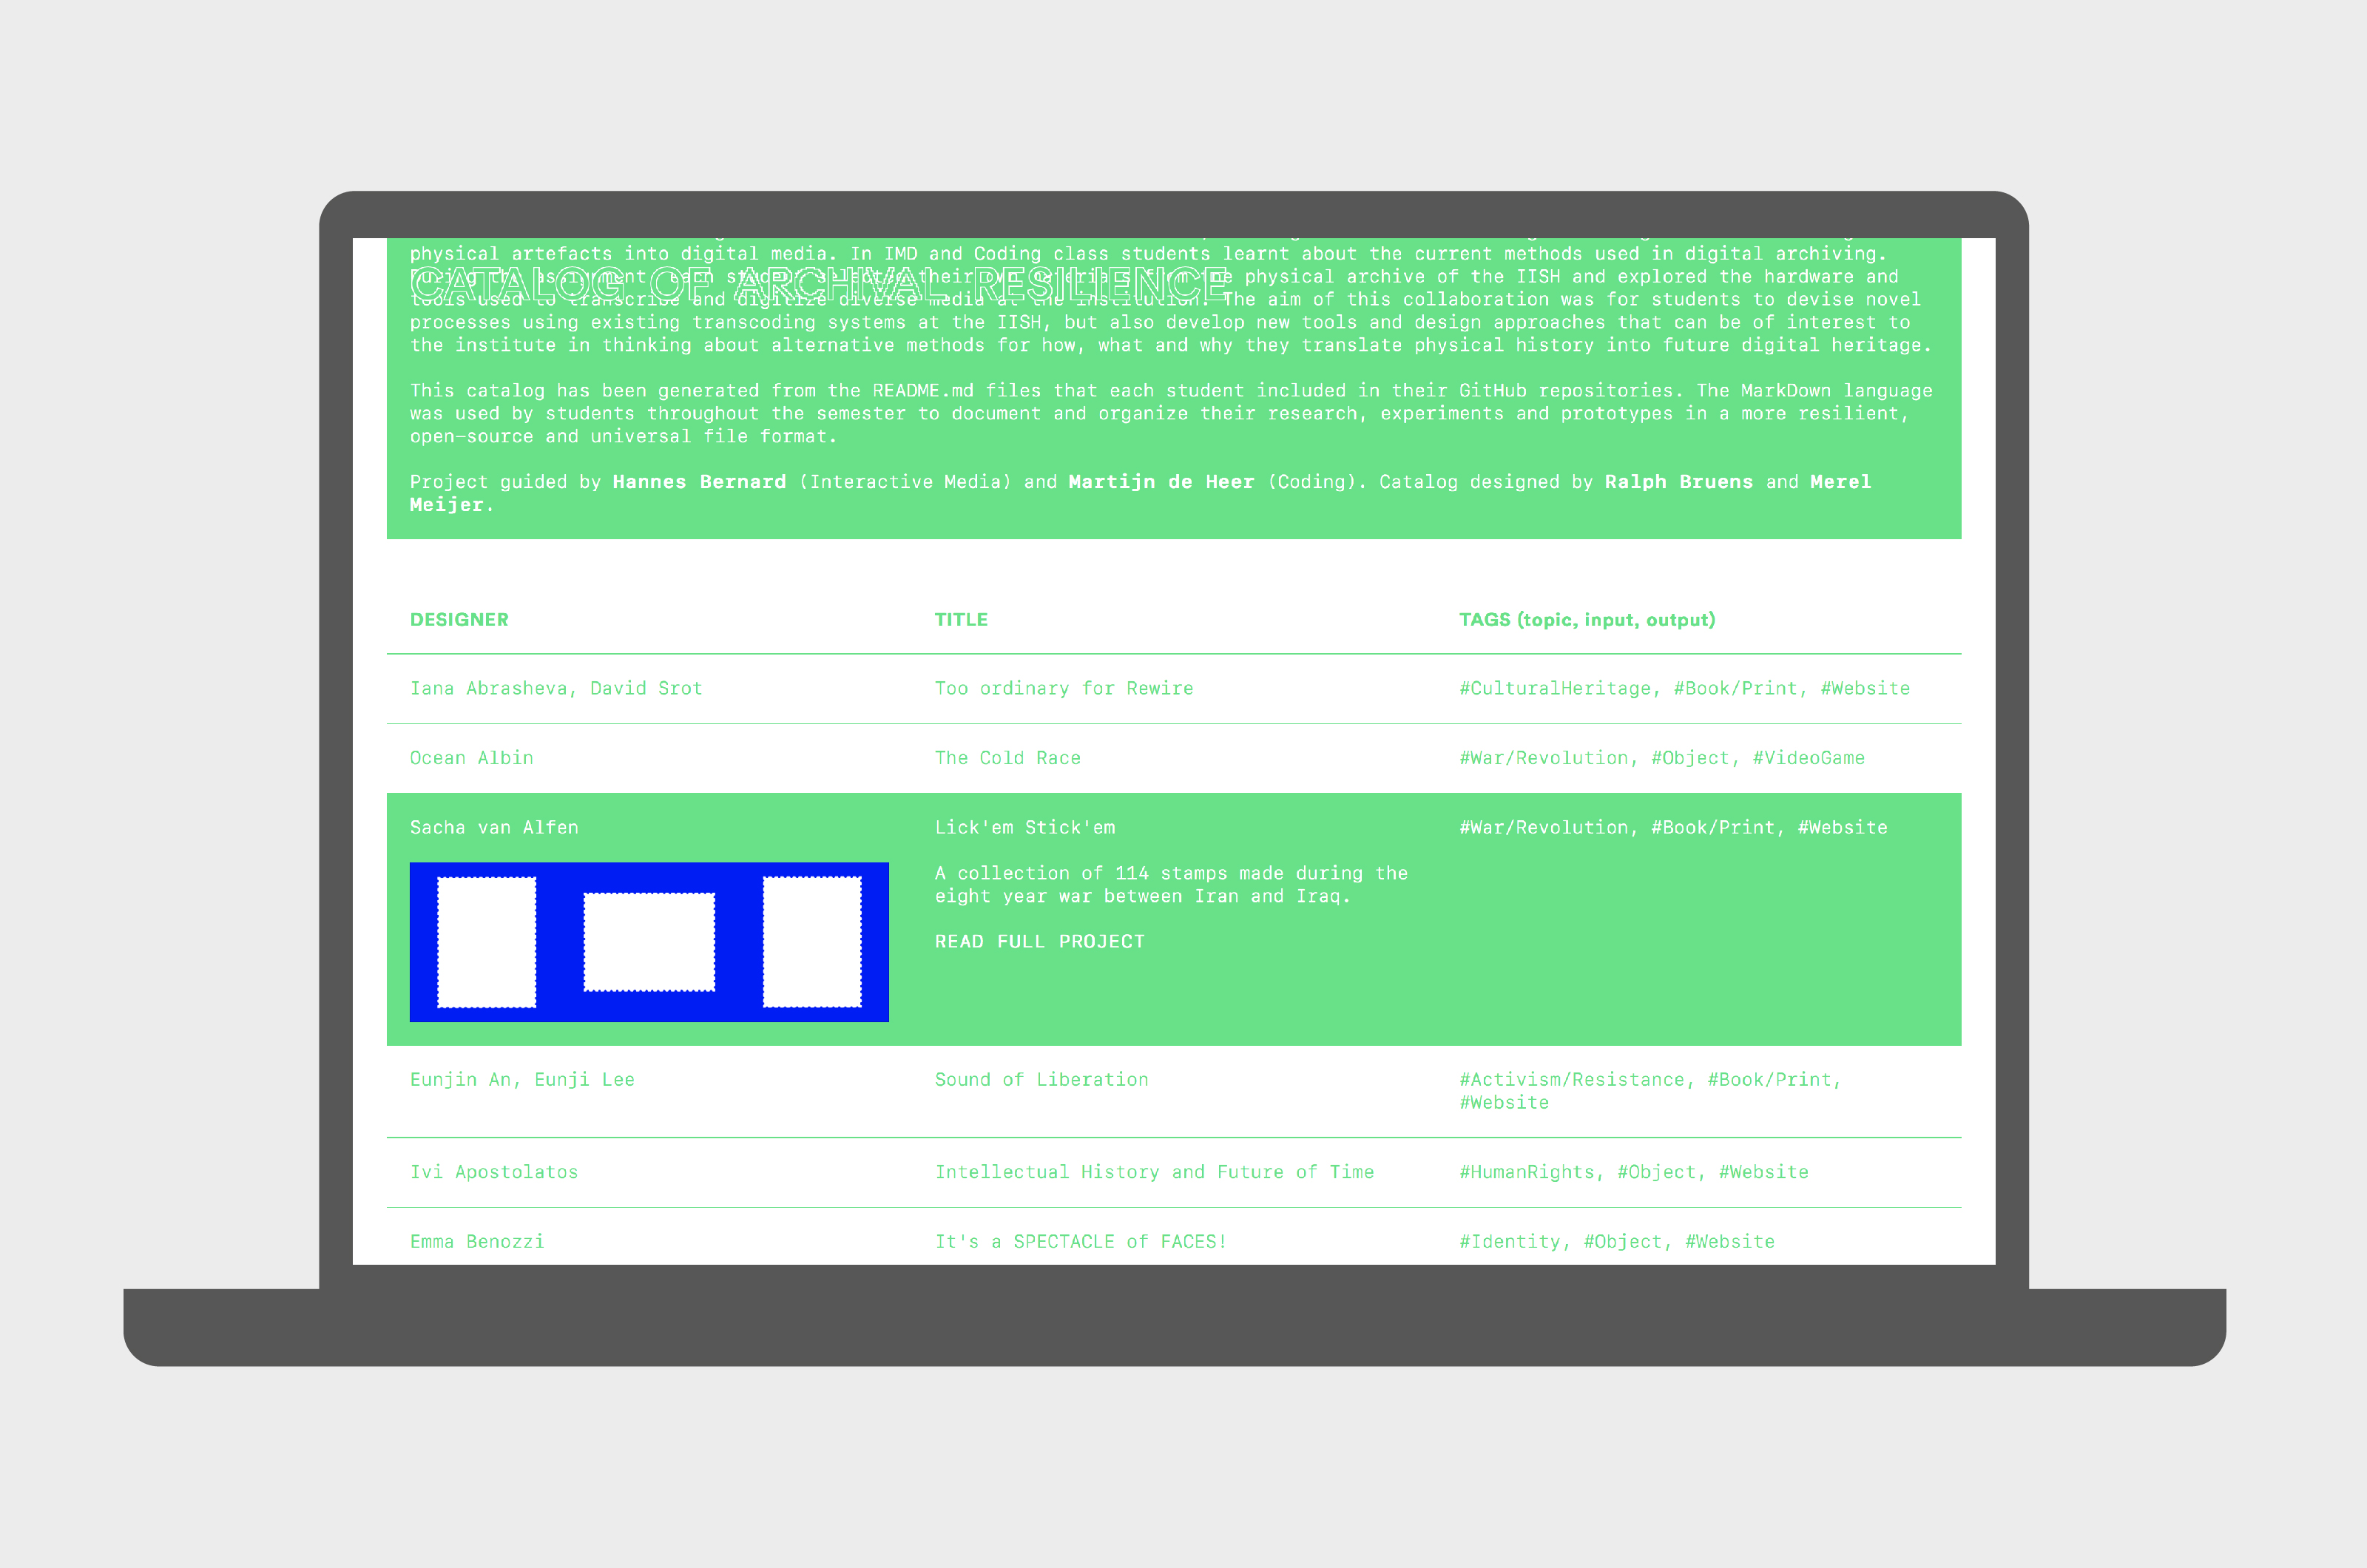 physical artefacts into digital media. In IMD and Coding class students learnt about the current methods used in digital archiving.
CATALOG OF ARCHIVAL RESILIENCE
physical archive of the IISH and explored the hardware and
tools used to transcribe and digitize diverse media at the institution. The aim of this collaboration was for students to devise novel
processes using existing transcoding systems at the IISH, but also develop new tools and design approaches that can be of interest to
the institute in thinking about alternative methods for how, what and why they translate physical history into future digital heritage.
This catalog has been generated from the README.md files that each student included in their GitHub repositories. The MarkDown language
was used by students throughout the semester to document and organize their research, experiments and prototypes in a more resilient,
open-source and universal file format.
Project guided by Hannes Bernard (Interactive Media) and Martijn de Heer (Coding). Catalog designed by Ralph Bruens and Merel
Meijer.
DESIGNER TITLE TAGS (topic, input, output)
Iana Abrasheva, David Srot Too ordinary for Rewire #CulturalHeritage, #Book/Print, #Website
Ocean Albin The Cold Race #War/Revolution, #Object, #VideoGame
Sacha van Alfen Lick'em Stick'em #War/Revolution, #Book/Print, #Website
A collection of 114 stamps made during the
eight year war between Iran and Iraq.
READ FULL PROJECT
Eunjin An, Eunji Lee Sound of Liberation #Activism/Resistance, #Book/Print,
#Website
Ivi Apostolatos Intellectual History and Future of Time #HumanRights, #Object, #Website
Emma Benozzi It's a SPECTACLE of FACES! #Identity, #Object, #Website